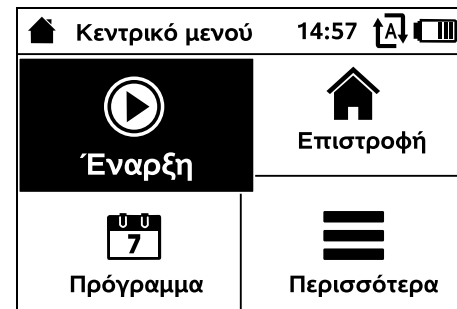 Κεντρικό μενού 14:57 A
Έναρξη
Επιστροφή
7
Πρόγραμμα
Περισσότερα